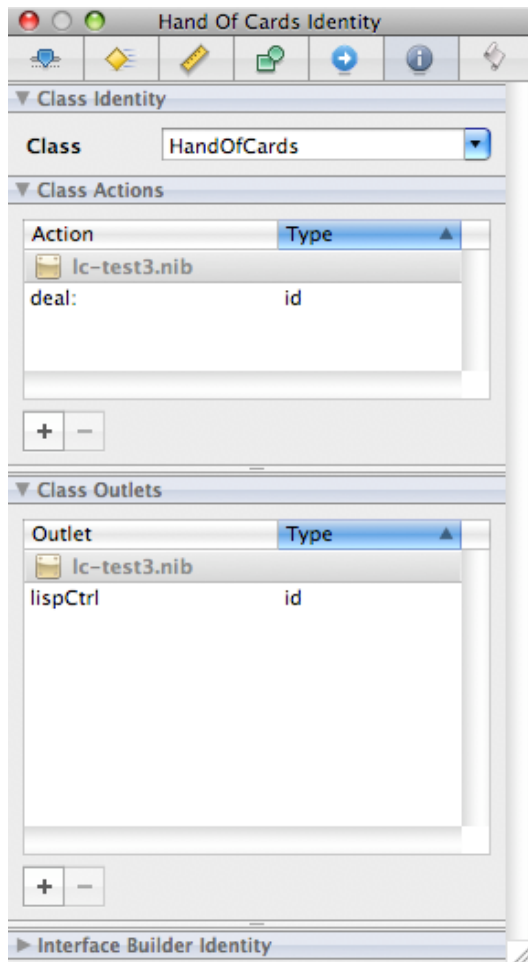 Hand Of Cards Identity
Class Identity
Class HandOfCards
Class Actions
Action Type
lc-test3.nib
deal: id
+ −
Class Outlets
Outlet Type
lc-test3.nib
lispCtrl id
+ −
Interface Builder Identity